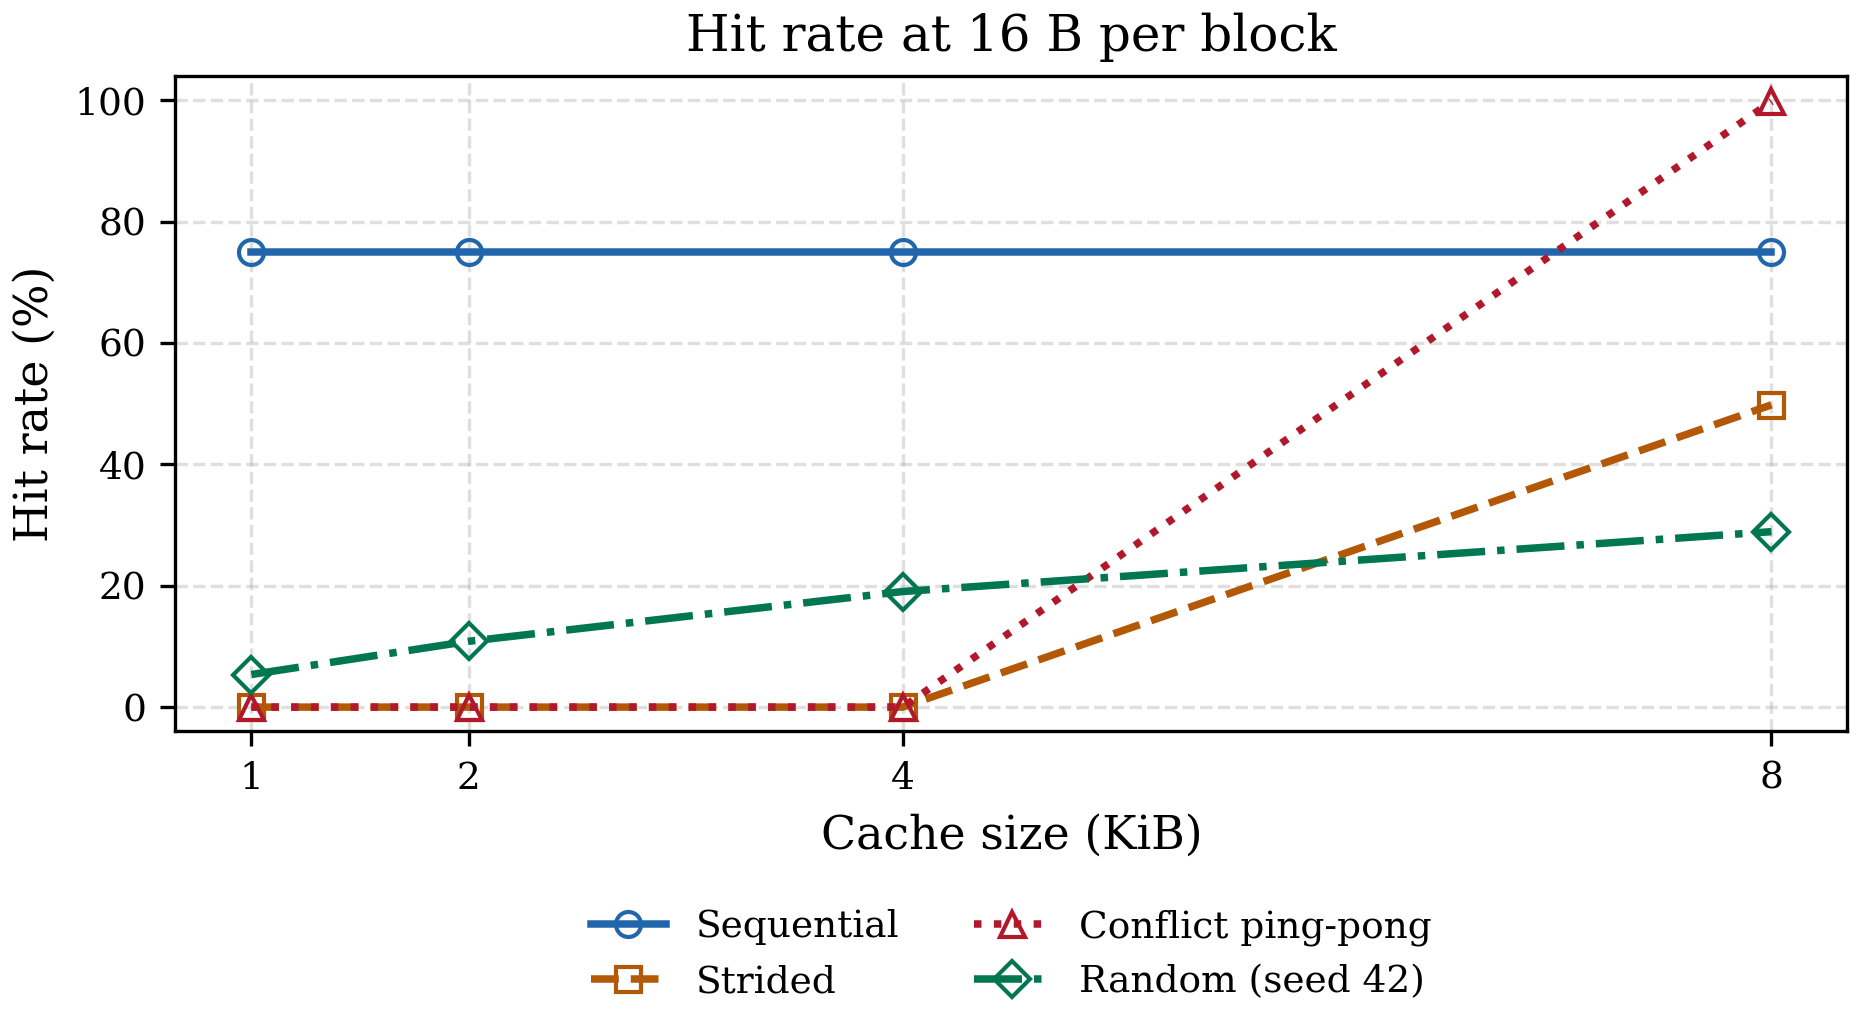 Hit rate at 16 B per block
Hit rate (%)
100
80
60
40
20
0
1 2 4 8
Cache size (KiB)
Sequential
Strided
Conflict ping-pong
Random (seed 42)